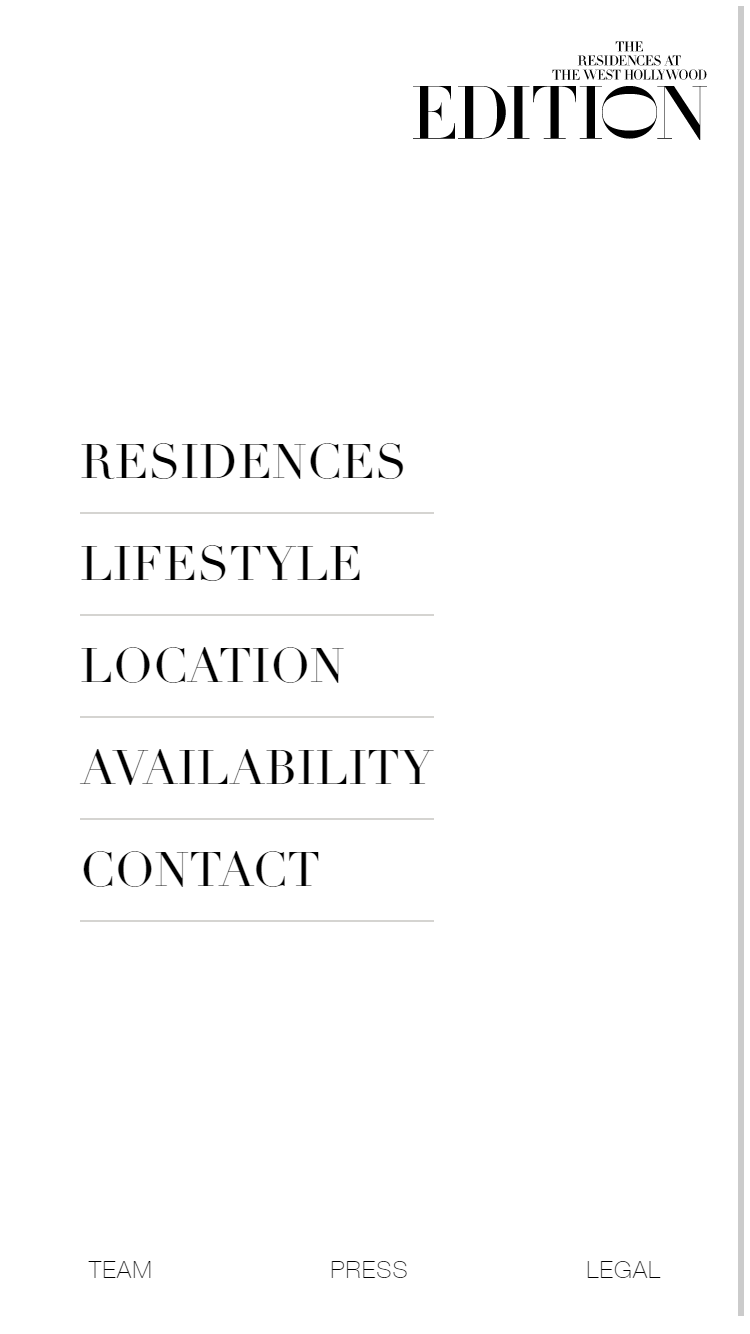 THE
RESIDENCES AT
THE WEST HOLLYWOOD
EDITION
RESIDENCES
LIFESTYLE
LOCATION
AVAILABILITY
CONTACT
TEAM PRESS LEGAL